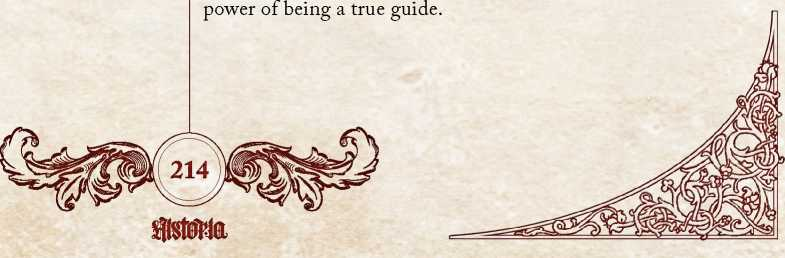 power of being a true guide.
214
Historia